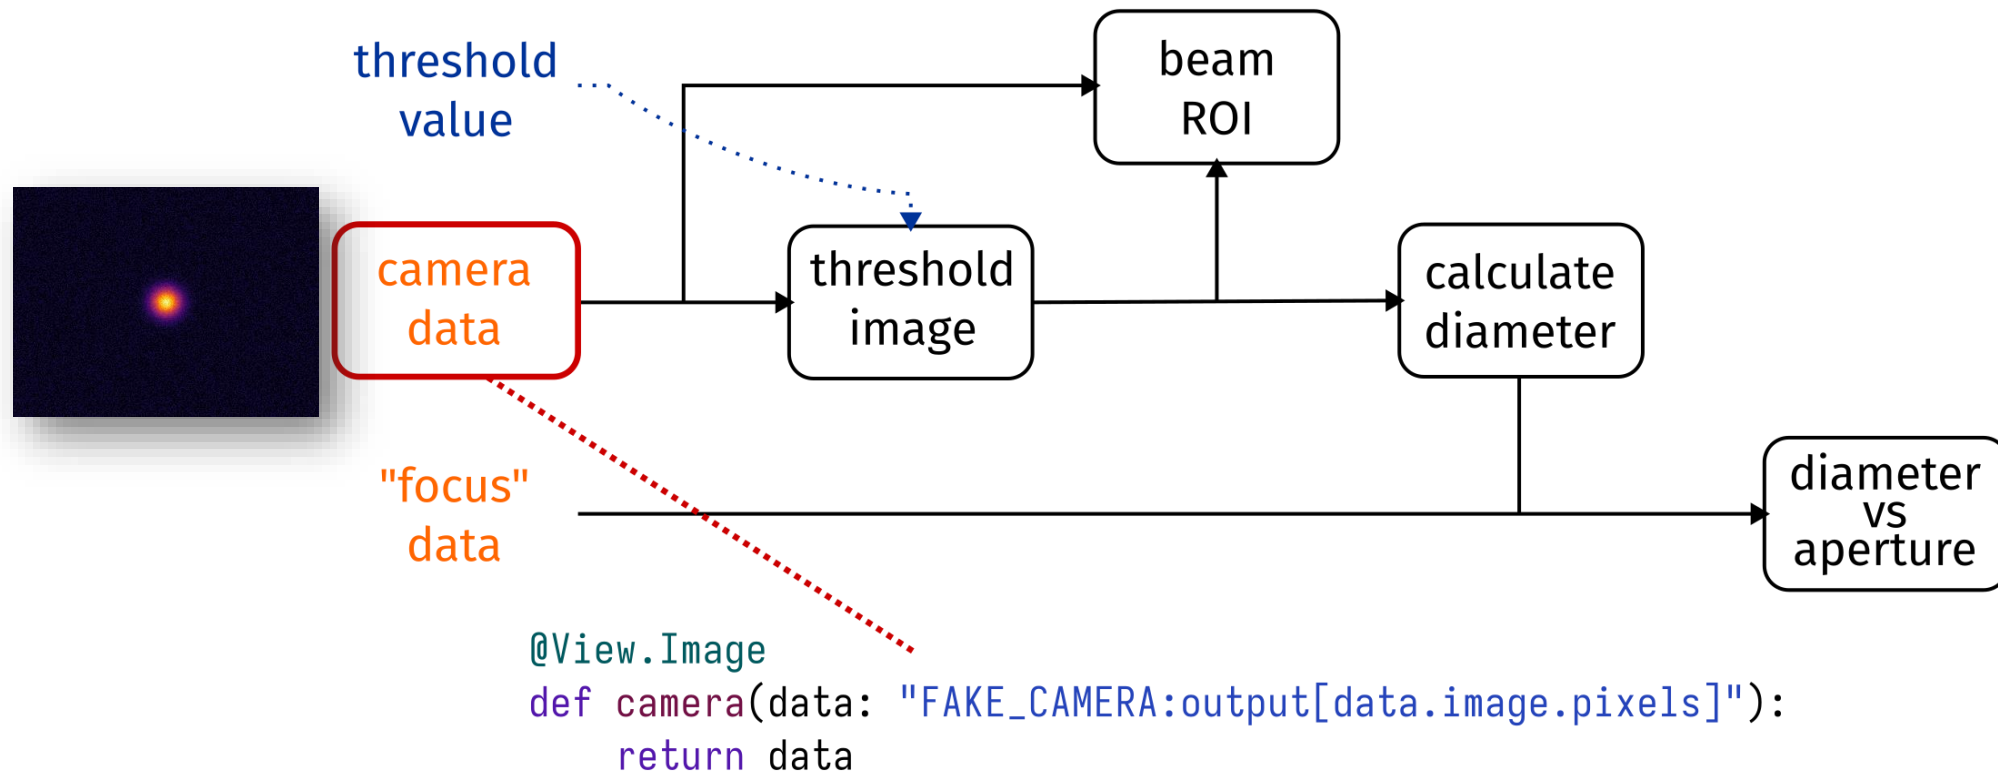 threshold
value
beam
ROI
camera
data
threshold
image
calculate
diameter
"focus"
data
diameter
vs
aperture
@View.Image
def camera(data: "FAKE_CAMERA:output[data.image.pixels]"):
    return data